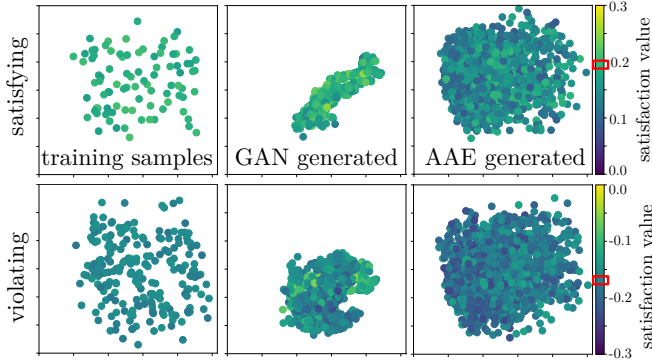 satisfying
training samples
GAN generated
AAE generated
0.3
0.2
0.1
0.0
satisfaction value
violating
0.0
-0.1
-0.2
-0.3
satisfaction value